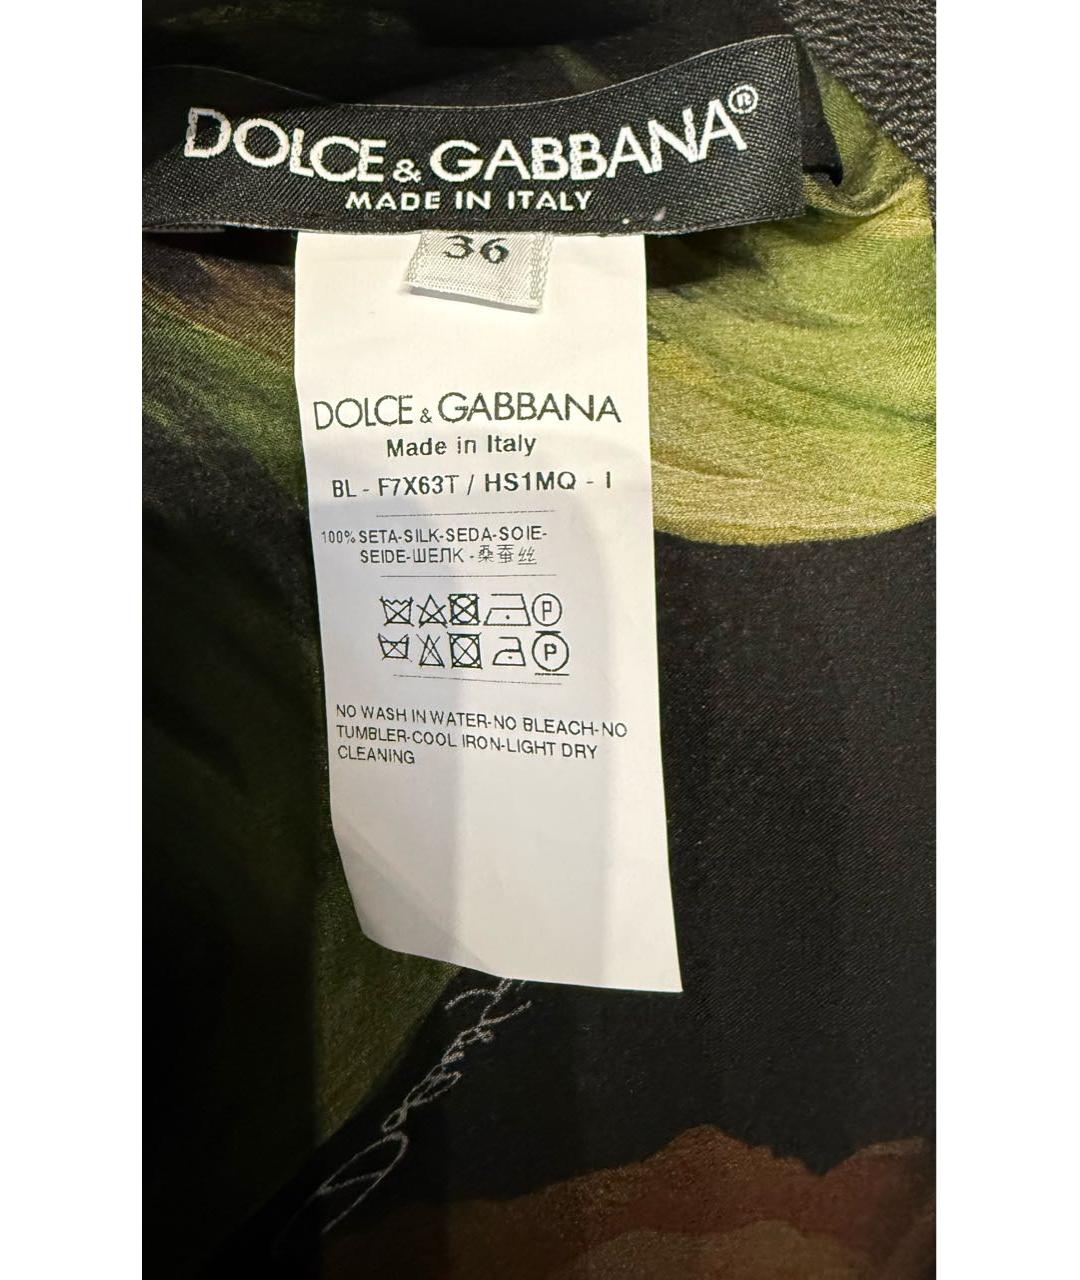 DOLCE & GABBANA®
MADE IN ITALY
36
DOLCE & GABBANA
Made in Italy
BL - F7X63T / HS1MQ - I
100% SETA-SILK-SEDA-SOIE-
SEIDE-ШЕЛК -桑蚕丝
P
P
NO WASH IN WATER-NO BLEACH-NO
TUMBLER-COOL IRON-LIGHT DRY
CLEANING